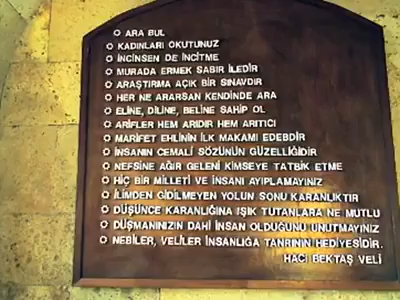 ARA BUL
KADINLARI OKUTUNUZ
İNCİNSEN DE İNCİTME
MURADA ERMEK SABIR İLEDİR
ARAŞTIRMA AÇIK BİR SINAVDIR
HER NE ARARSAN KENDİNDE ARA
ELİNE, DİLİNE, BELİNE SAHİP OL
ARİFLER HEM ARIDIR HEM ARITICI
MARİFET EHLİNİN İLK MAKAMI EDEBDİR
İNSANIN CEMALİ SÖZÜNÜN GÜZELLİĞİDİR
NEFSİNE AĞIR GELENİ KİMSEYE TATBİK ETME
HİÇ BİR MİLLETİ VE İNSANI AYIPLAMAYINIZ
İLİMDEN GİDİLMEYEN YOLUN SONU KARANLIKTIR
DÜŞÜNCE KARANLIĞINA IŞIK TUTANLARA NE MUTLU
DÜŞMANINIZIN DAHİ İNSAN OLDUĞUNU UNUTMAYINIZ
NEBİLER, VELİLER İNSANLIĞA TANRININ HEDİYESİDİR.
HACI BEKTAŞ VELİ